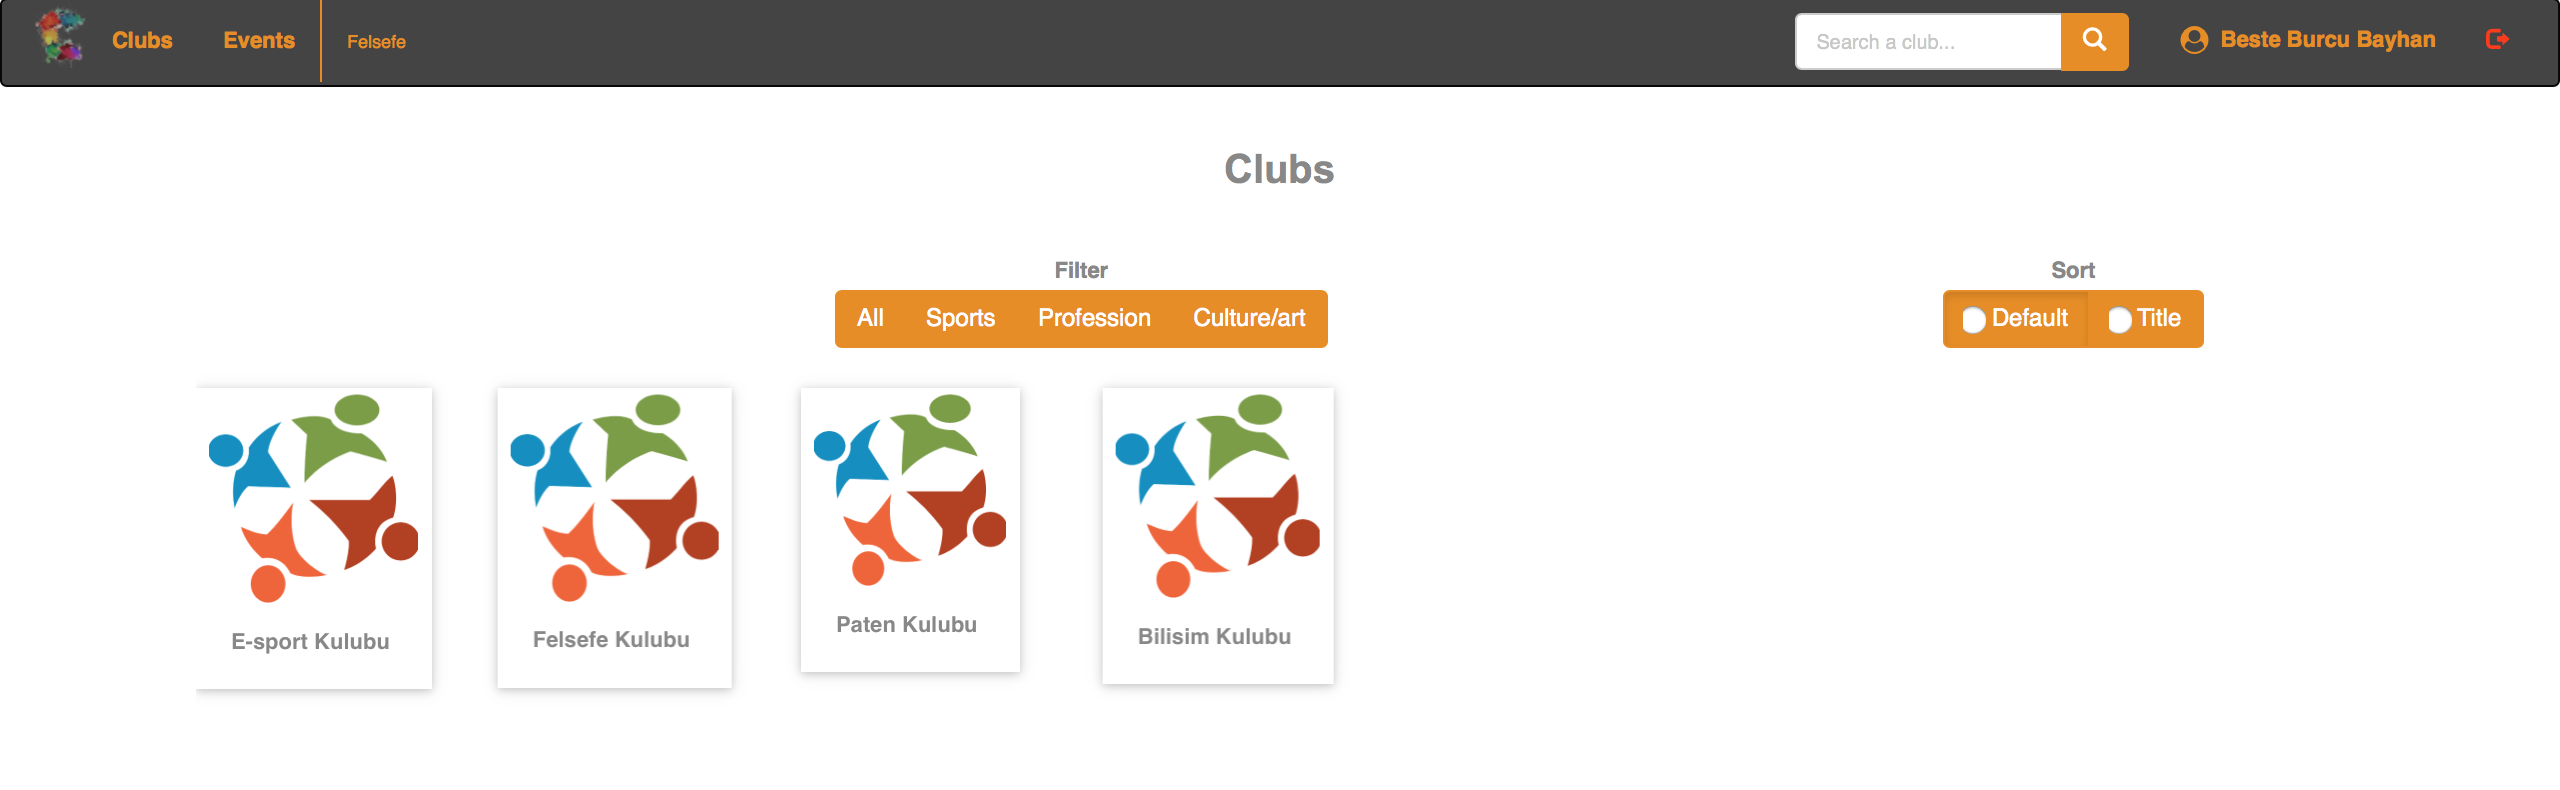 Clubs Events Felsefe Search a club... Beste Burcu Bayhan
Clubs
Filter Sort
All Sports Profession Culture/art Default Title
E-sport Kulubu Felsefe Kulubu Paten Kulubu Bilisim Kulubu